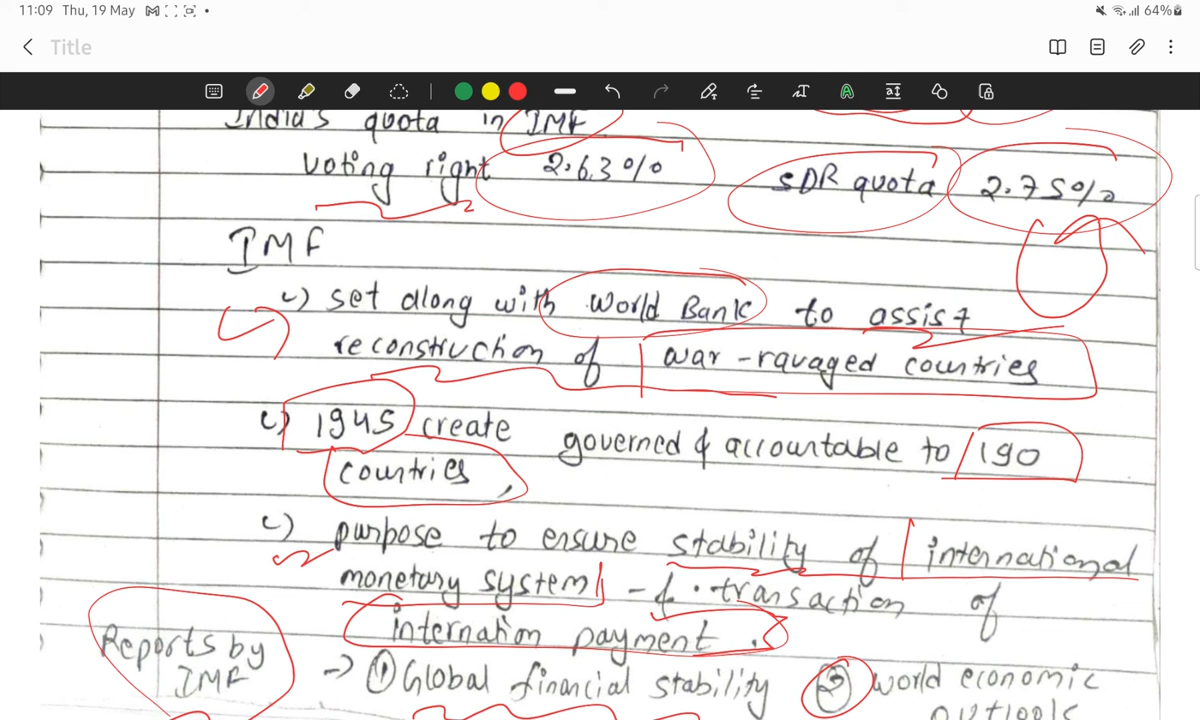 11:09 Thu, 19 May 64%
Title
India's quota in IMF
voting right 2.63% SDR quota 2.75%
IMF
set along with World Bank to assist
reconstruction of war-ravaged countries
1945 create governed & accountable to 190
countries,
purpose to ensure stability of international
monetary system - & transaction of
internation payment.
Reports by
IMF
→ ① Global financial stability ② world economic
outlook